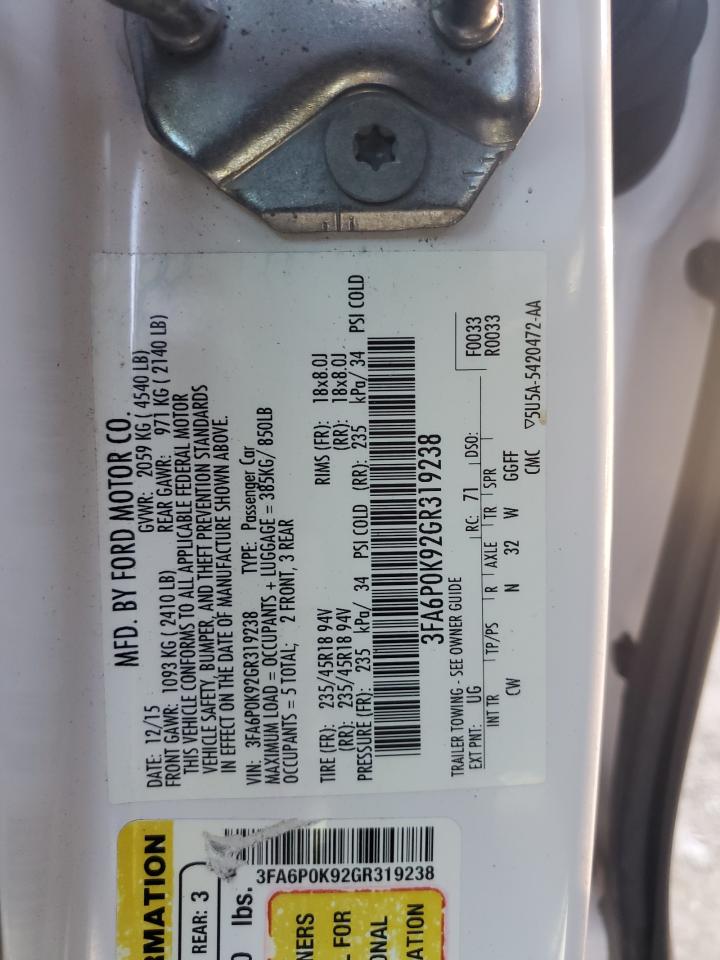 MFD. BY FORD MOTOR CO.
DATE: 12/15 GVWR: 2059 KG ( 4540 LB)
FRONT GAWR: 1093 KG ( 2410 LB) REAR GAWR: 971 KG ( 2140 LB)
THIS VEHICLE CONFORMS TO ALL APPLICABLE FEDERAL MOTOR
VEHICLE SAFETY, BUMPER, AND THEFT PREVENTION STANDARDS
IN EFFECT ON THE DATE OF MANUFACTURE SHOWN ABOVE.
VIN: 3FA6P0K92GR319238 TYPE: Passenger Car
MAXIMUM LOAD = OCCUPANTS + LUGGAGE = 385KG/ 850LB
OCCUPANTS = 5 TOTAL; 2 FRONT, 3 REAR
TIRE (FR): 235/45R18 94V RIMS (FR): 18x8.0J
(RR): 235/45R18 94V (RR): 18x8.0J
PRESSURE (FR): 235 kPa/ 34 PSI COLD (RR): 235 kPa/ 34 PSI COLD
3FA6P0K92GR319238
TRAILER TOWING - SEE OWNER GUIDE
EXT PNT: UG RC: 71 DSO: F0033
R0033
INT TR TP/PS R AXLE TR SPR
CW N 32 W GGFF
CMC 5U5A-5420472-AA
RMATION
REAR: 3
lbs.
3FA6P0K92GR319238
NERS
L FOR
ONAL
ATION